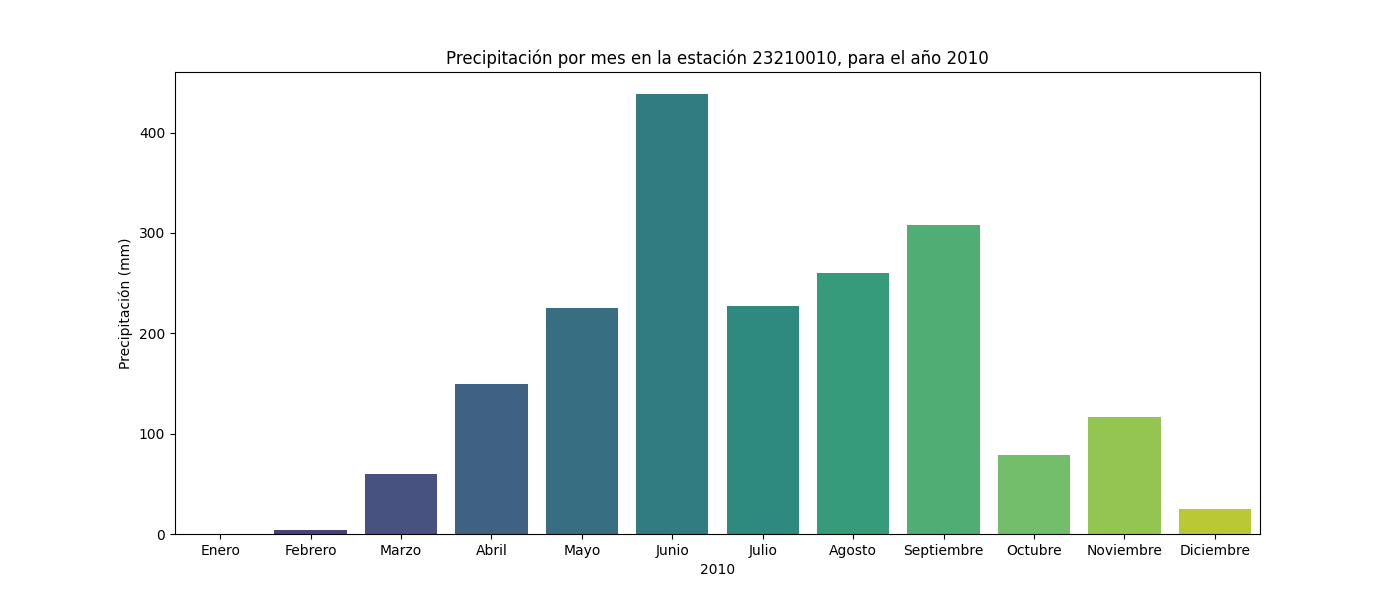 Precipitación por mes en la estación 23210010, para el año 2010
Precipitación (mm)
400
300
200
100
0
Enero Febrero Marzo Abril Mayo Junio Julio Agosto Septiembre Octubre Noviembre Diciembre
2010